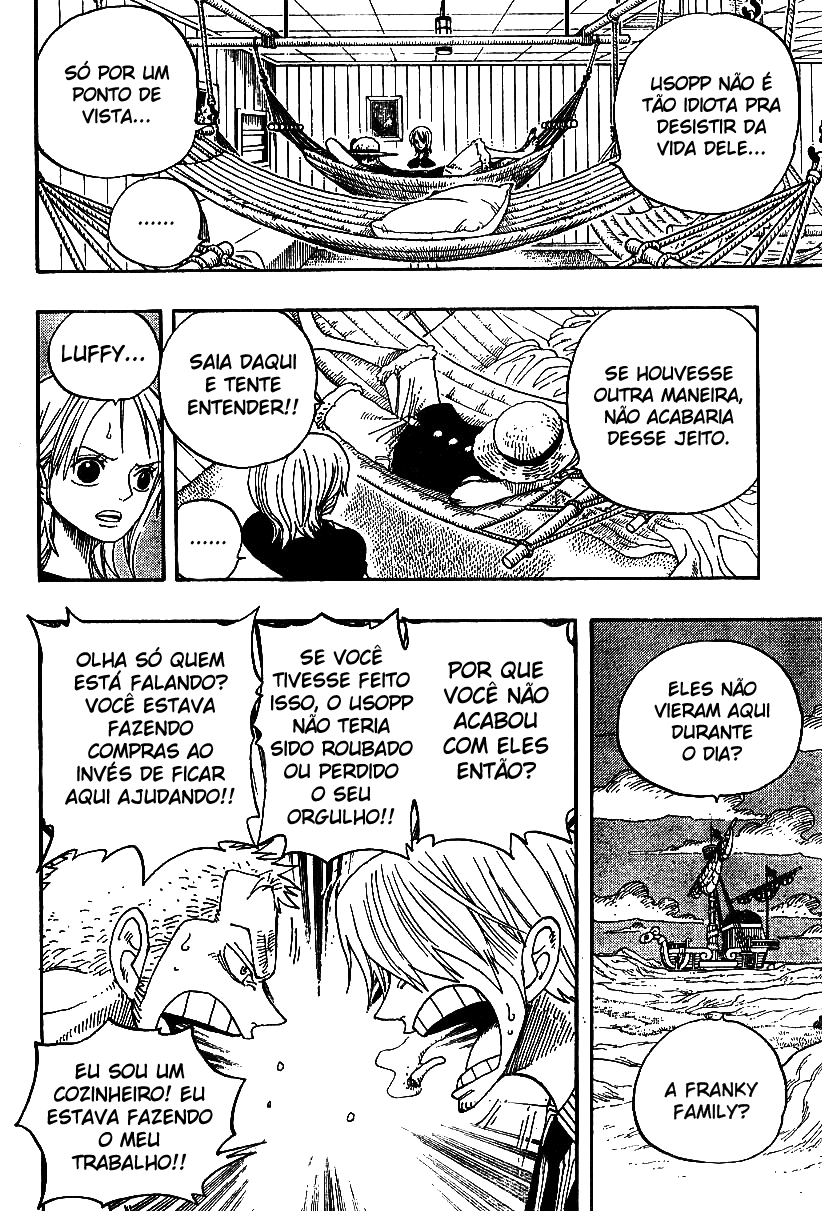 USOPP NÃO É
TÃO IDIOTA PRA
DESISTIR DA
VIDA DELE...
SÓ POR UM
PONTO DE
VISTA...
......
SE HOUVESSE
OUTRA MANEIRA,
NÃO ACABARIA
DESSE JEITO.
SAIA DAQUI
E TENTE
ENTENDER!!
......
LUFFY...
ELES NÃO
VIERAM AQUI
DURANTE
O DIA?
A FRANKY
FAMILY?
POR QUE
VOCÊ NÃO
ACABOU
COM ELES
ENTÃO?
SE VOCÊ
TIVESSE FEITO
ISSO, O USOPP
NÃO TERIA
SIDO ROUBADO
OU PERDIDO
O SEU
ORGULHO!!
OLHA SÓ QUEM
ESTÁ FALANDO?
VOCÊ ESTAVA
FAZENDO
COMPRAS AO
INVÉS DE FICAR
AQUI AJUDANDO!!
EU SOU UM
COZINHEIRO! EU
ESTAVA FAZENDO
O MEU
TRABALHO!!